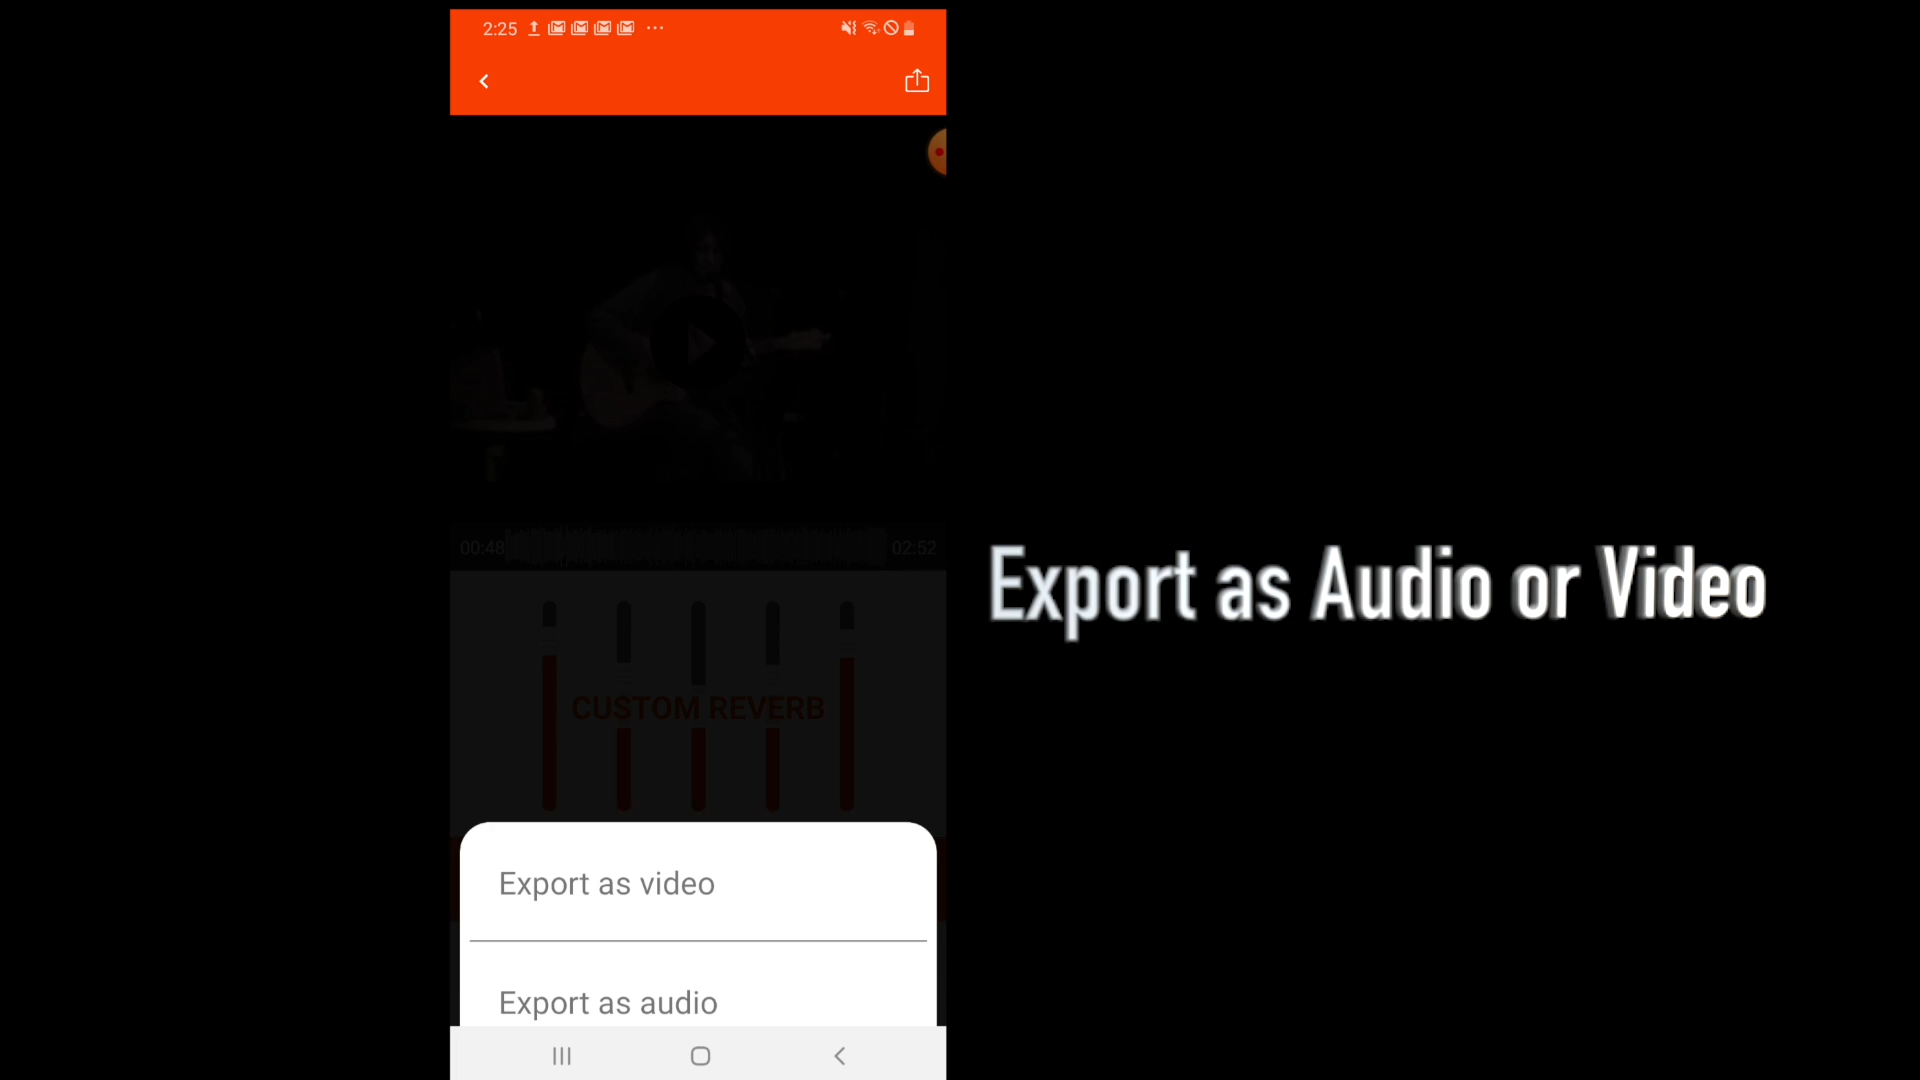 2:25
00:48
02:52
CUSTOM REVERB
Export as video
Export as audio
Export as Audio or Video